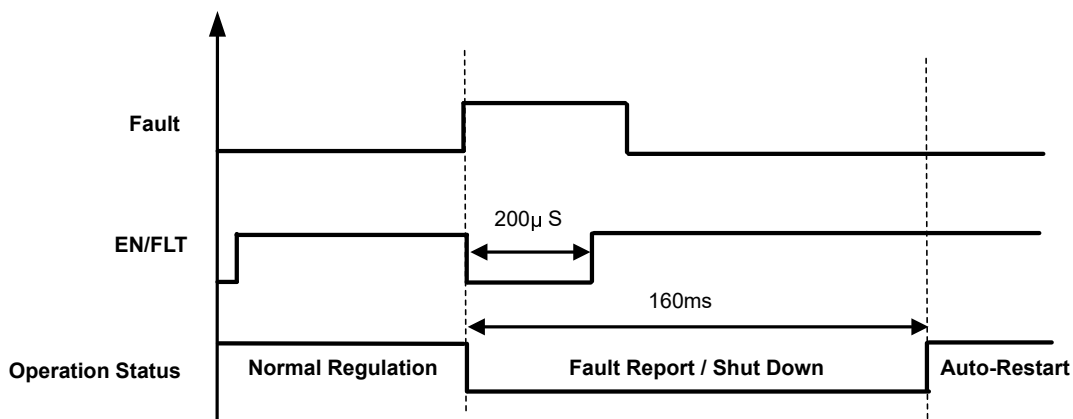 Fault
200μ S
EN/FLT
160ms
Operation Status
Normal Regulation
Fault Report / Shut Down
Auto-Restart